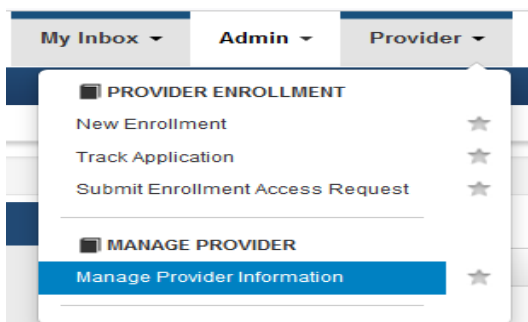 My Inbox Admin Provider
PROVIDER ENROLLMENT
New Enrollment
Track Application
Submit Enrollment Access Request
MANAGE PROVIDER
Manage Provider Information